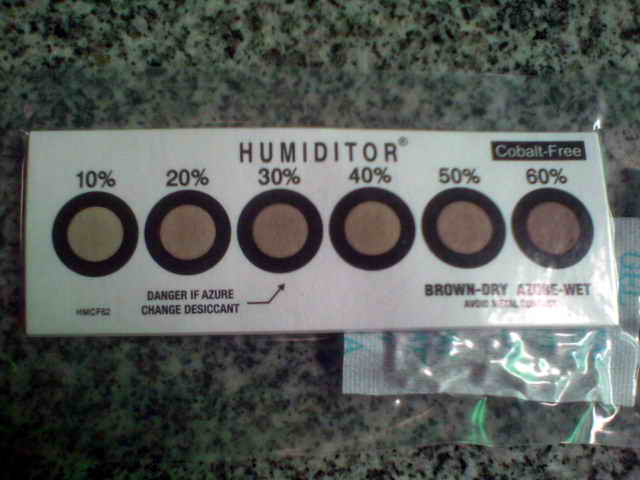 HUMIDITOR®
Cobalt-Free
10% 20% 30% 40% 50% 60%
DANGER IF AZURE
CHANGE DESICCANT
BROWN-DRY AZURE-WET
AVOID METAL CONTACT
HMCF62